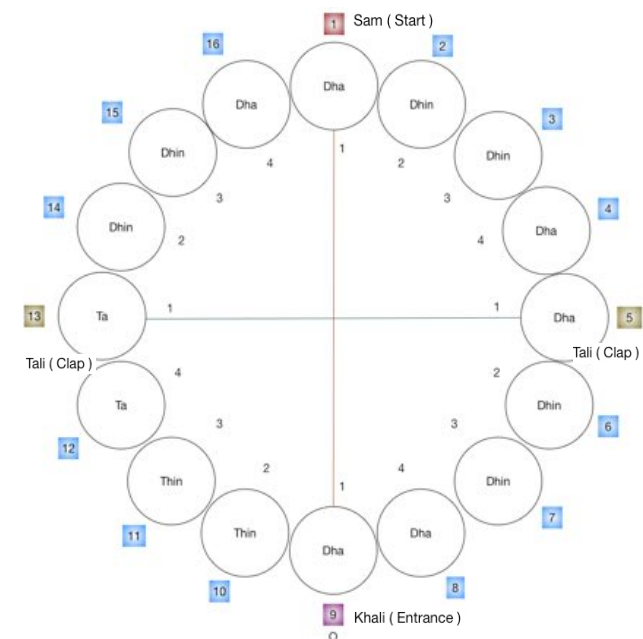 1 Sam ( Start )
16
2
Dha
Dha
Dhin
15
3
1
4
2
Dhin
Dhin
3
3
14
4
Dhin
2
4
Dha
13
Ta
1
1
Dha
5
Tali ( Clap )
Tali ( Clap )
4
2
Ta
Dhin
3
3
6
12
2
4
Thin
Dhin
1
11
7
Thin
Dha
Dha
10
8
9 Khali ( Entrance )